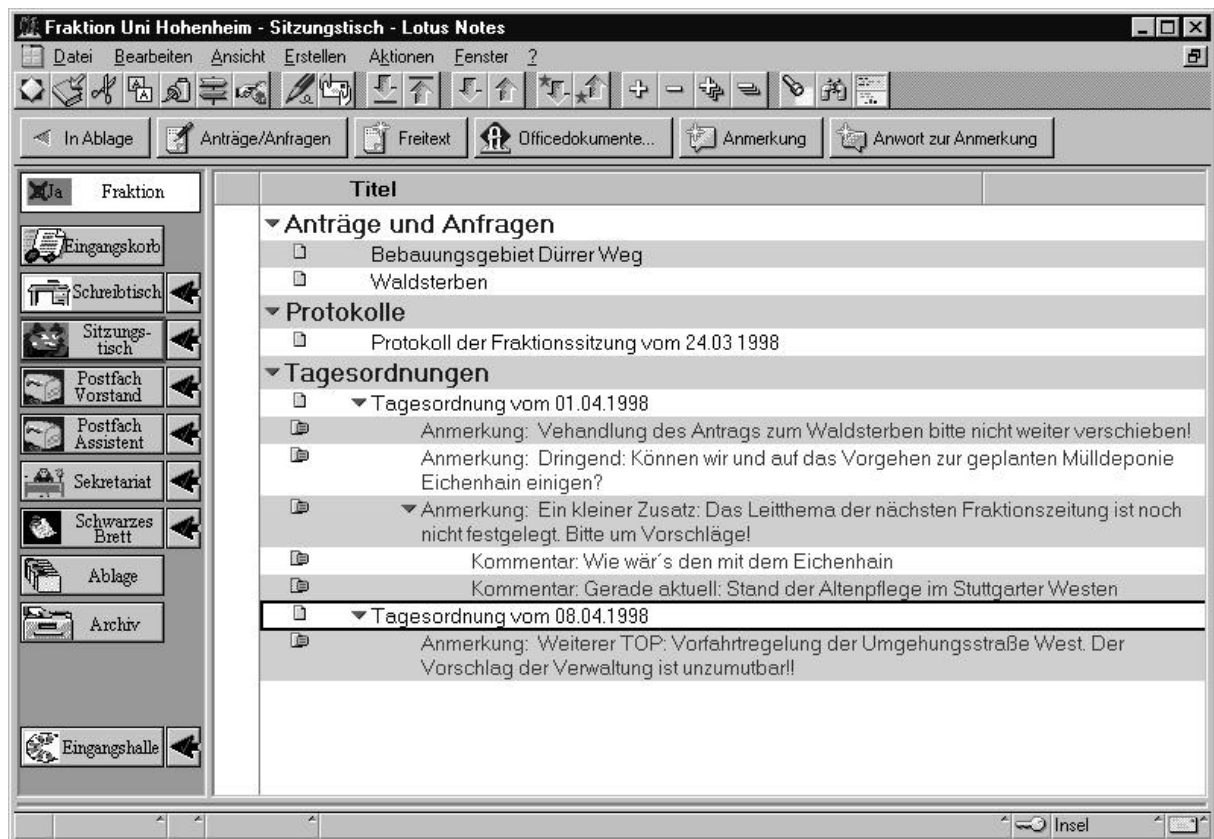 Fraktion Uni Hohenheim - Sitzungstisch - Lotus Notes
Datei Bearbeiten Ansicht Erstellen Aktionen Fenster ?
In Ablage Anträge/Anfragen Freitext Officedokumente... Anmerkung Anwort zur Anmerkung
Ja Fraktion
Eingangskorb
Schreibtisch
Sitzungs-
tisch
Postfach
Vorstand
Postfach
Assistent
Sekretariat
Schwarzes
Brett
Ablage
Archiv
Eingangshalle
Titel
Anträge und Anfragen
Bebauungsgebiet Dürrer Weg
Waldsterben
Protokolle
Protokoll der Fraktionssitzung vom 24.03 1998
Tagesordnungen
Tagesordnung vom 01.04.1998
Anmerkung: Vehandlung des Antrags zum Waldsterben bitte nicht weiter verschieben!
Anmerkung: Dringend: Können wir und auf das Vorgehen zur geplanten Mülldeponie
Eichenhain einigen?
Anmerkung: Ein kleiner Zusatz: Das Leitthema der nächsten Fraktionszeitung ist noch
nicht festgelegt. Bitte um Vorschläge!
Kommentar: Wie wär´s den mit dem Eichenhain
Kommentar: Gerade aktuell: Stand der Altenpflege im Stuttgarter Westen
Tagesordnung vom 08.04.1998
Anmerkung: Weiterer TOP: Vorfahrtregelung der Umgehungsstraße West. Der
Vorschlag der Verwaltung ist unzumutbar!!
Insel